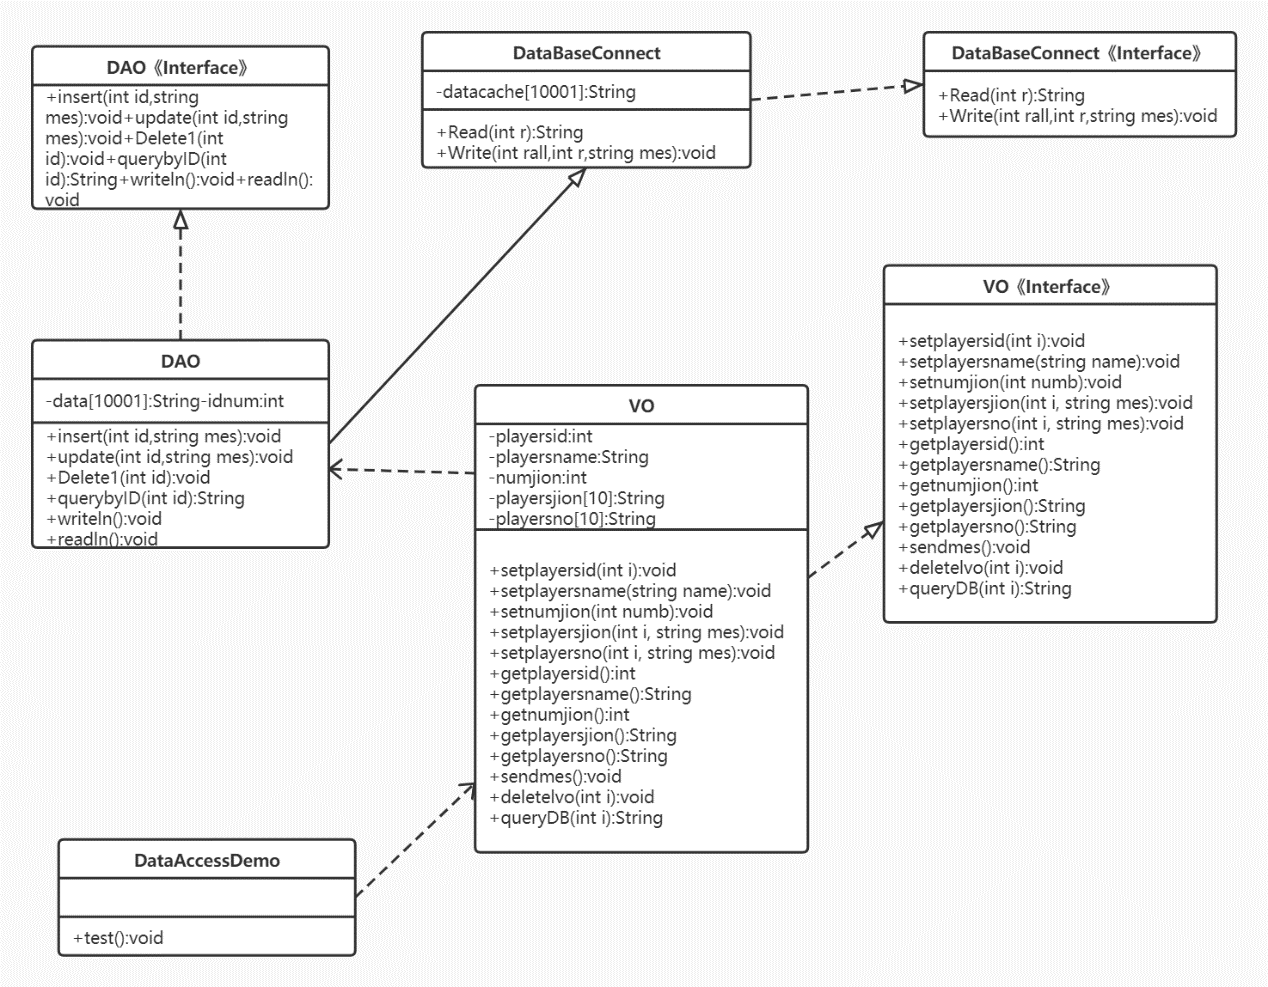 DAO《Interface》
+insert(int id,string
mes):void+update(int id,string
mes):void+Delete1(int
id):void+querybyID(int
id):String+writeln():void+readln():
void
DataBaseConnect
-datacache[10001]:String
+Read(int r):String
+Write(int rall,int r,string mes):void
DataBaseConnect《Interface》
+Read(int r):String
+Write(int rall,int r,string mes):void
DAO
-data[10001]:String-idnum:int
+insert(int id,string mes):void
+update(int id,string mes):void
+Delete1(int id):void
+querybyID(int id):String
+writeln():void
+readln():void
VO
-playersid:int
-playersname:String
-numjion:int
-playersjion[10]:String
-playersno[10]:String
+setplayersid(int i):void
+setplayersname(string name):void
+setnumjion(int numb):void
+setplayersjion(int i, string mes):void
+setplayersno(int i, string mes):void
+getplayersid():int
+getplayersname():String
+getnumjion():int
+getplayersjion():String
+getplayersno():String
+sendmes():void
+deletelvo(int i):void
+queryDB(int i):String
VO《Interface》
+setplayersid(int i):void
+setplayersname(string name):void
+setnumjion(int numb):void
+setplayersjion(int i, string mes):void
+setplayersno(int i, string mes):void
+getplayersid():int
+getplayersname():String
+getnumjion():int
+getplayersjion():String
+getplayersno():String
+sendmes():void
+deletelvo(int i):void
+queryDB(int i):String
DataAccessDemo
+test():void